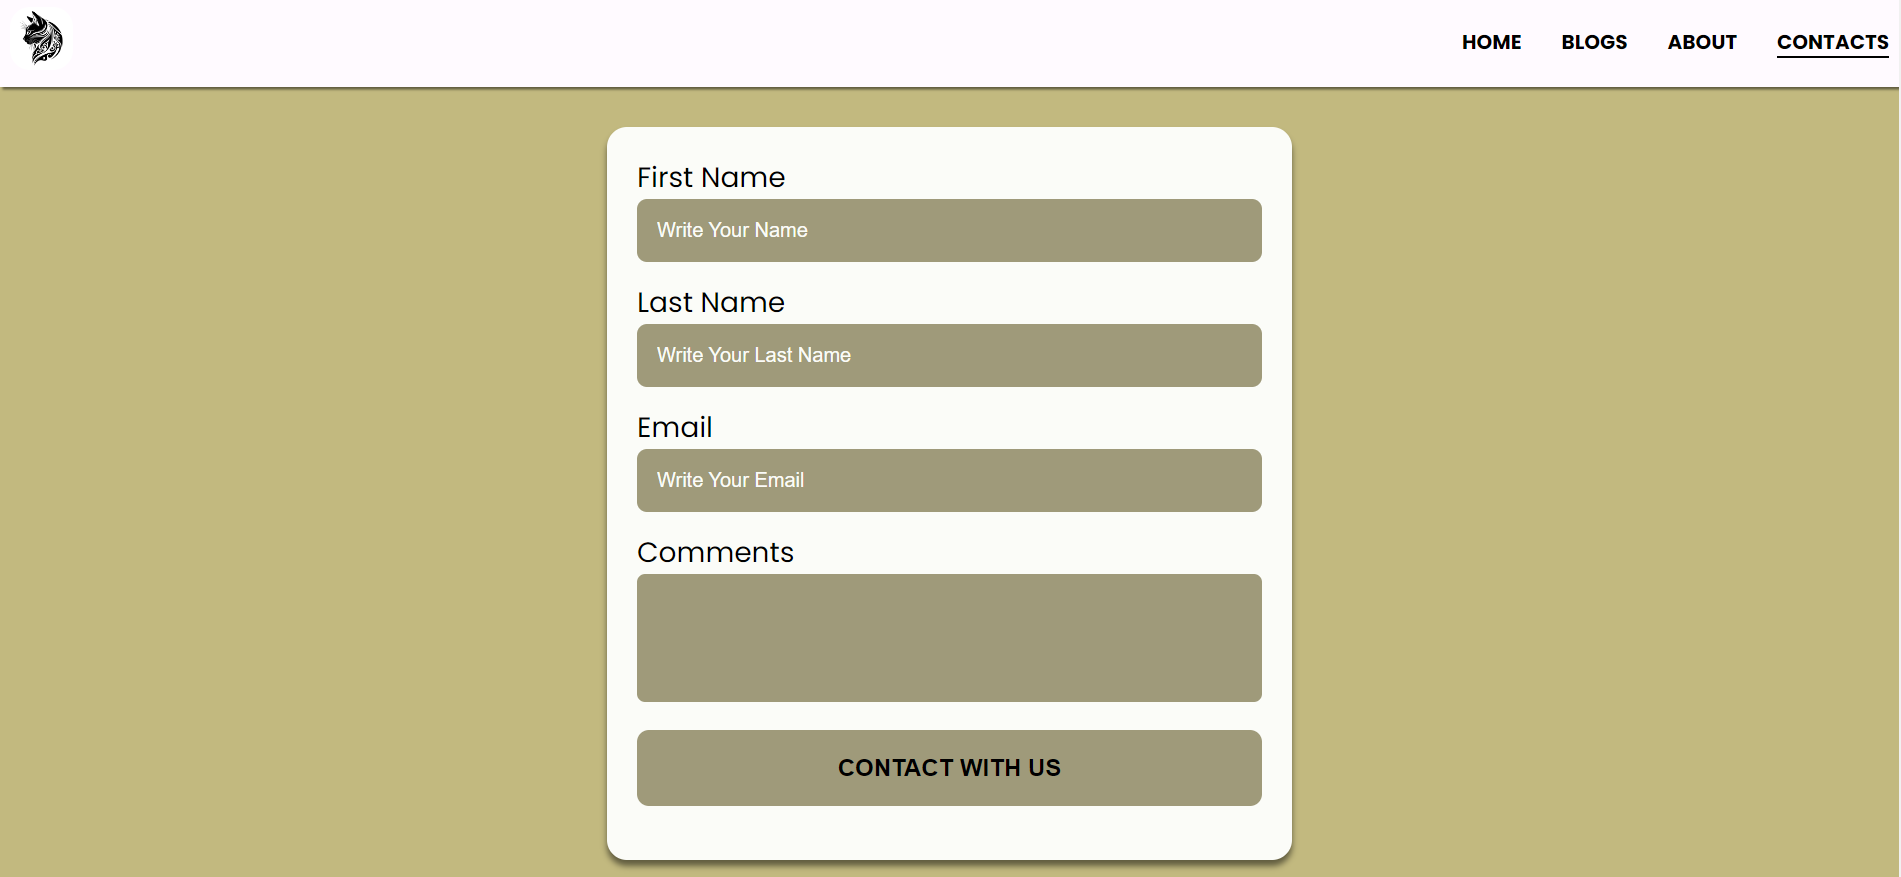 HOME BLOGS ABOUT CONTACTS
First Name
Write Your Name
Last Name
Write Your Last Name
Email
Write Your Email
Comments
CONTACT WITH US